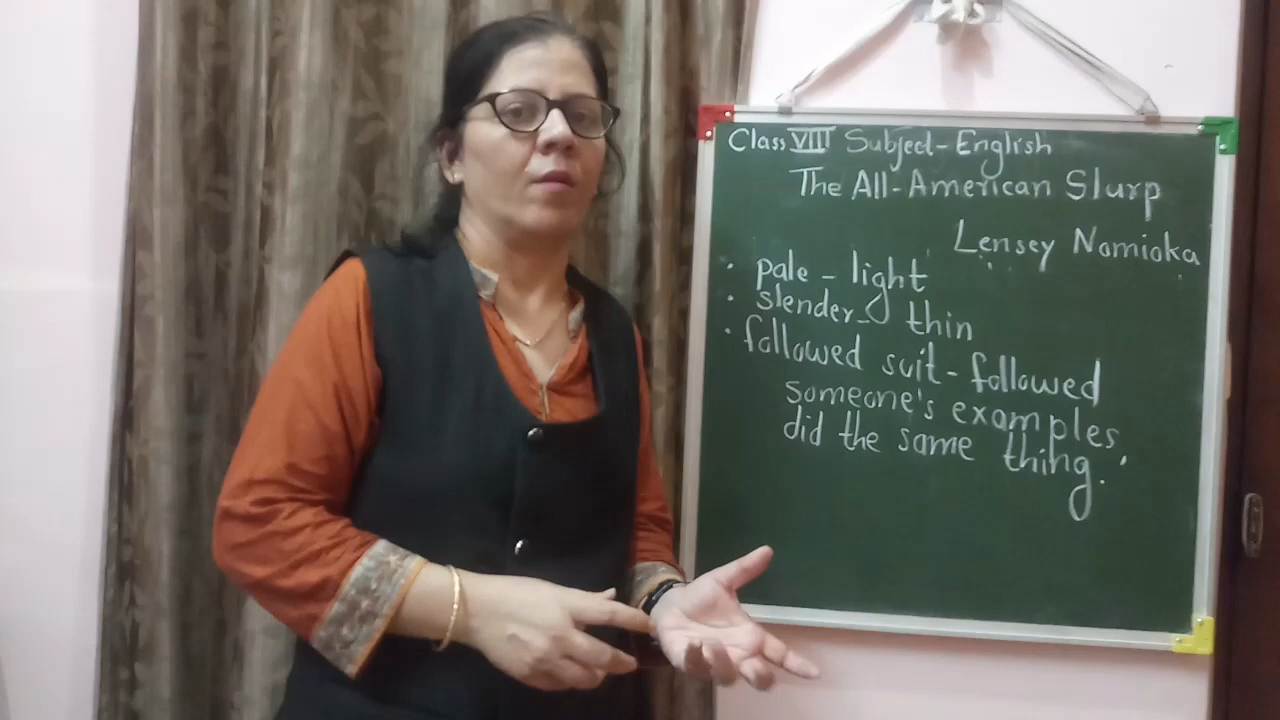 Class VIII Subject - English
The All-American Slurp
Lensey Namioka
· pale - light
· slender - thin
· followed suit - followed
someone's examples,
did the same thing.